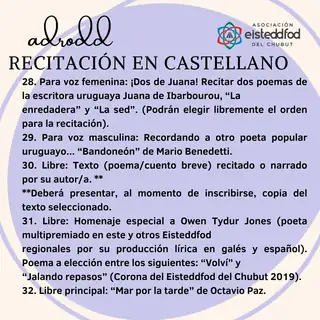 adrodd
ASOCIACIÓN
eisteddfod
DEL CHUBUT
RECITACIÓN EN CASTELLANO
28. Para voz femenina: ¡Dos de Juana! Recitar dos poemas de
la escritora uruguaya Juana de Ibarbourou, “La
enredadera” y “La sed”. (Podrán elegir libremente el orden
para la recitación).
29. Para voz masculina: Recordando a otro poeta popular
uruguayo... “Bandoneón” de Mario Benedetti.
30. Libre: Texto (poema/cuento breve) recitado o narrado
por su autor/a. **
**Deberá presentar, al momento de inscribirse, copia del
texto seleccionado.
31. Libre: Homenaje especial a Owen Tydur Jones (poeta
multipremiado en este y otros Eisteddfod
regionales por su producción lírica en galés y español).
Poema a elección entre los siguientes: “Volví” y
“Jalando repasos” (Corona del Eisteddfod del Chubut 2019).
32. Libre principal: “Mar por la tarde” de Octavio Paz.